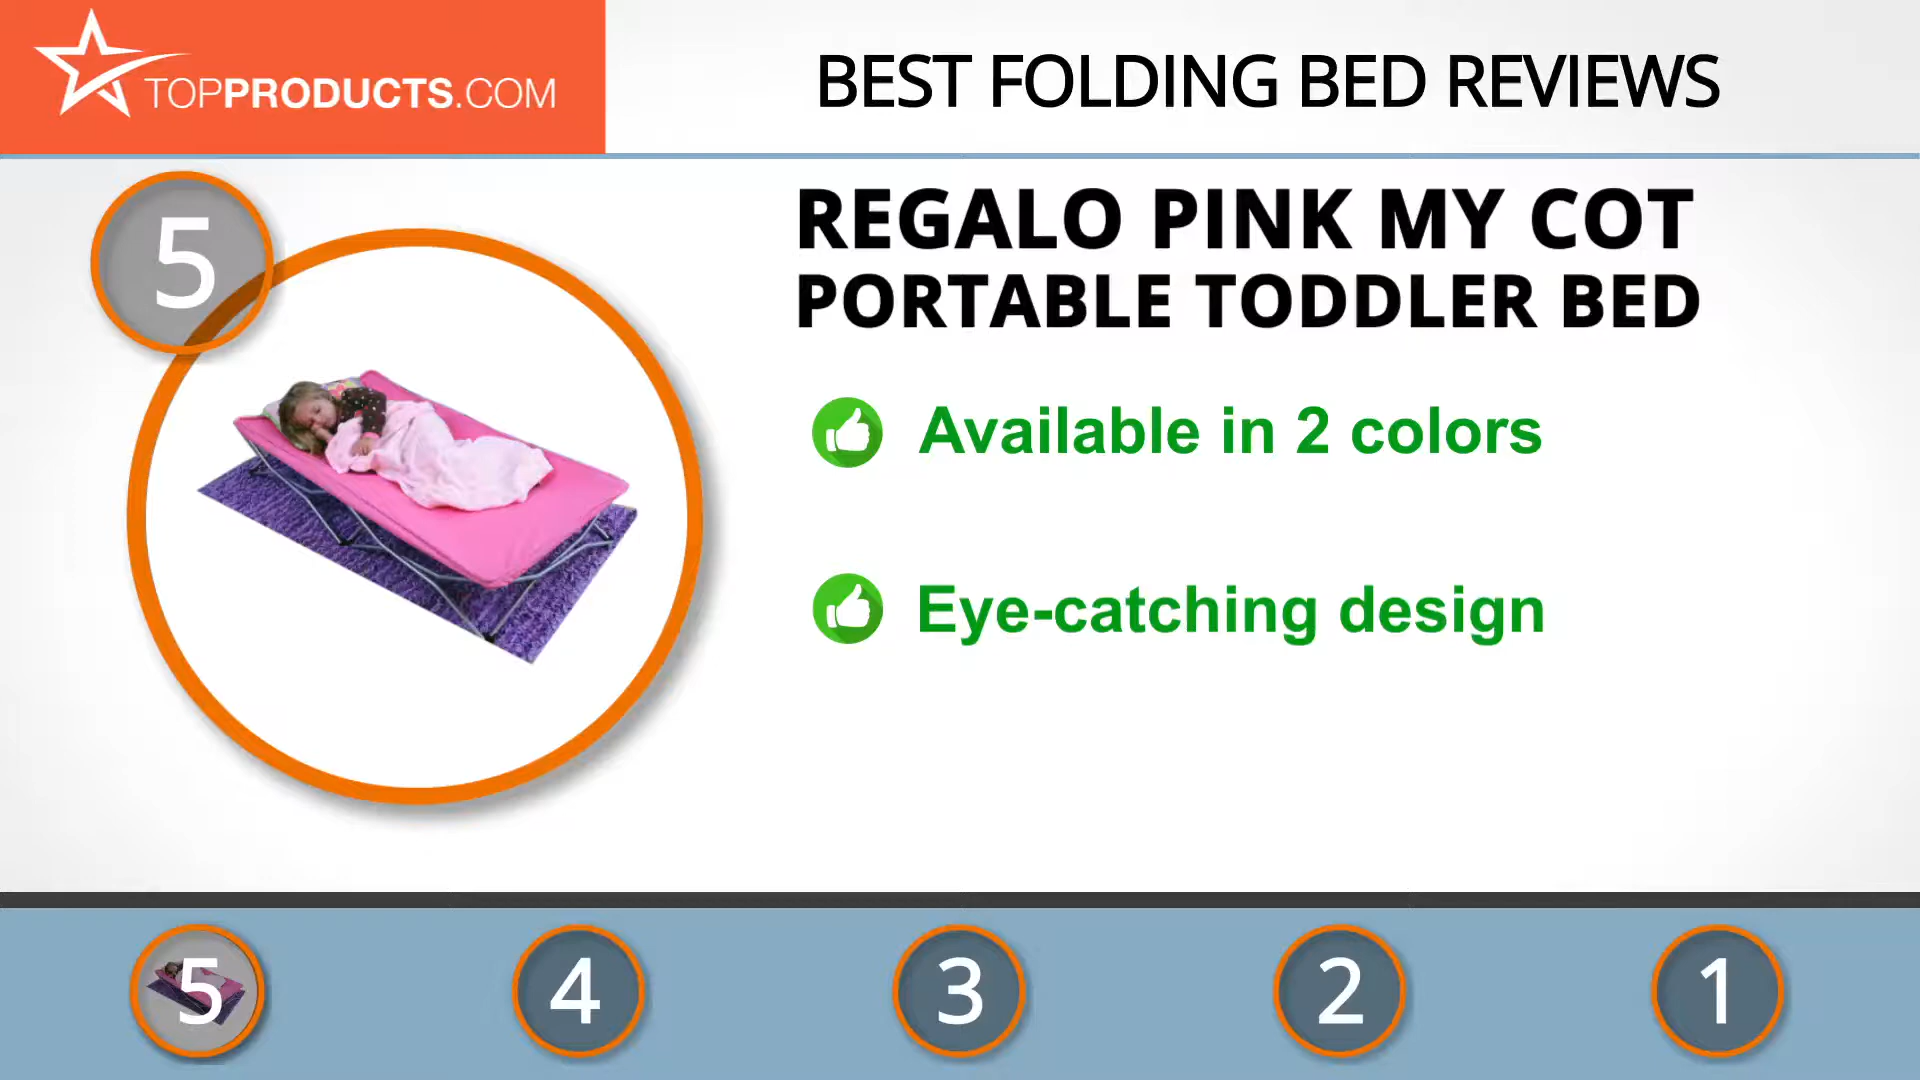 TOPPRODUCTS.COM
BEST FOLDING BED REVIEWS
5
REGALO PINK MY COT
PORTABLE TODDLER BED
Available in 2 colors
Eye-catching design
5 4 3 2 1